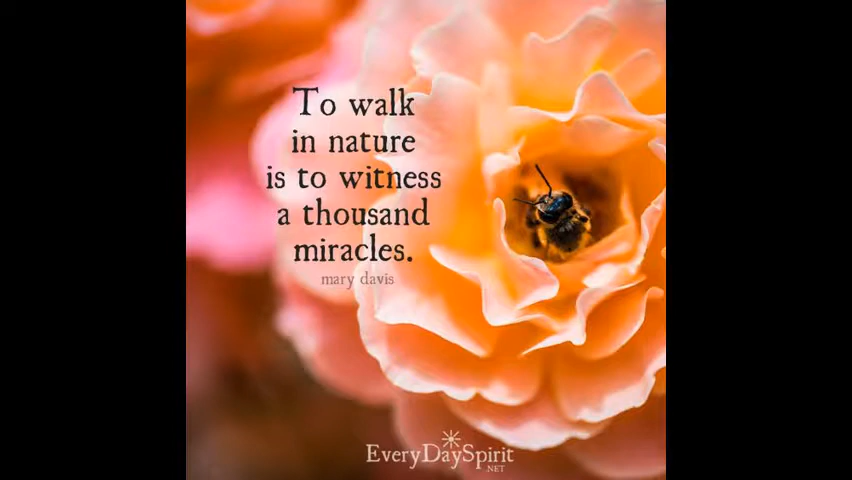 To walk
in nature
is to witness
a thousand
miracles.
mary davis
EveryDaySpirit
.NET